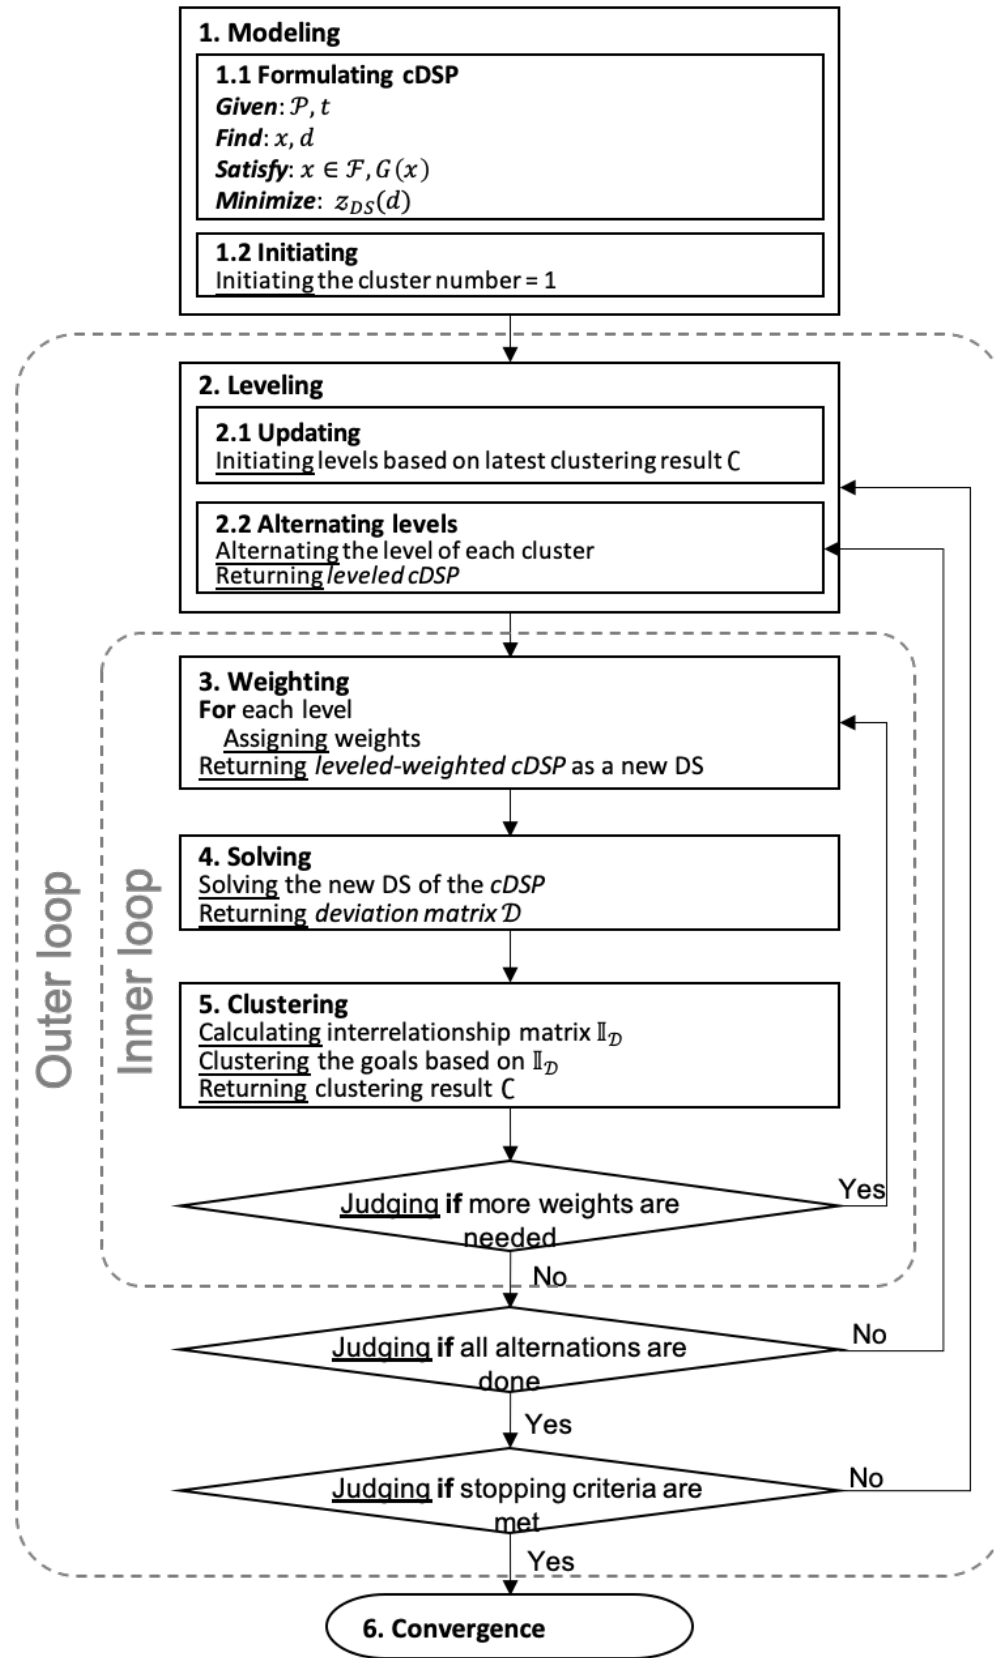 1. Modeling
1.1 Formulating cDSP
Given: 𝒫, t
Find: x, d
Satisfy: x ∈ ℱ, G(x)
Minimize: z_DS(d)
1.2 Initiating
Initiating the cluster number = 1
2. Leveling
2.1 Updating
Initiating levels based on latest clustering result C
2.2 Alternating levels
Alternating the level of each cluster
Returning leveled cDSP
3. Weighting
For each level
Assigning weights
Returning leveled-weighted cDSP as a new DS
4. Solving
Solving the new DS of the cDSP
Returning deviation matrix 𝒟
5. Clustering
Calculating interrelationship matrix 𝕀_𝒟
Clustering the goals based on 𝕀_𝒟
Returning clustering result C
Judging if more weights are
needed
Yes
No
Judging if all alternations are
done
No
Yes
Judging if stopping criteria are
met
No
Yes
6. Convergence
Outer loop
Inner loop